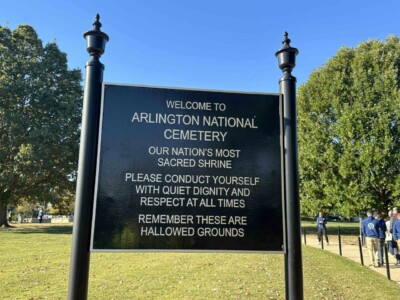 WELCOME TO
ARLINGTON NATIONAL
CEMETERY
OUR NATION'S MOST
SACRED SHRINE
PLEASE CONDUCT YOURSELF
WITH QUIET DIGNITY AND
RESPECT AT ALL TIMES
REMEMBER THESE ARE
HALLOWED GROUNDS